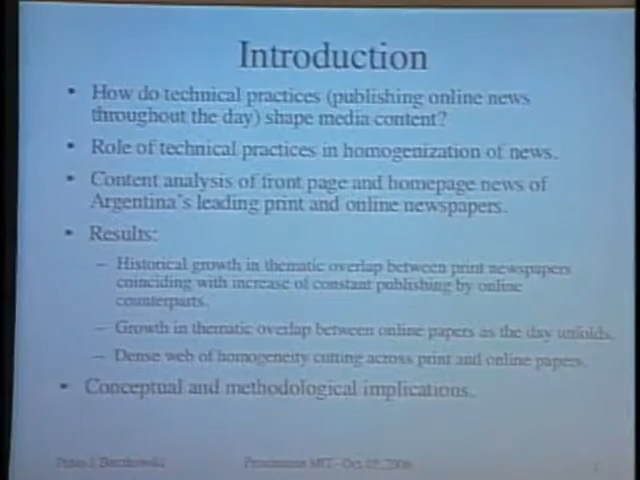 Introduction
• How do technical practices (publishing online news
throughout the day) shape media content?
• Role of technical practices in homogenization of news.
• Content analysis of front page and homepage news of
Argentina's leading print and online newspapers.
• Results:
– Historical growth in thematic overlap between print newspapers
coinciding with increase of constant publishing by online
counterparts.
– Growth in thematic overlap between online papers as the day unfolds.
– Dense web of homogeneity cutting across print and online papers.
• Conceptual and methodological implications.
MIT